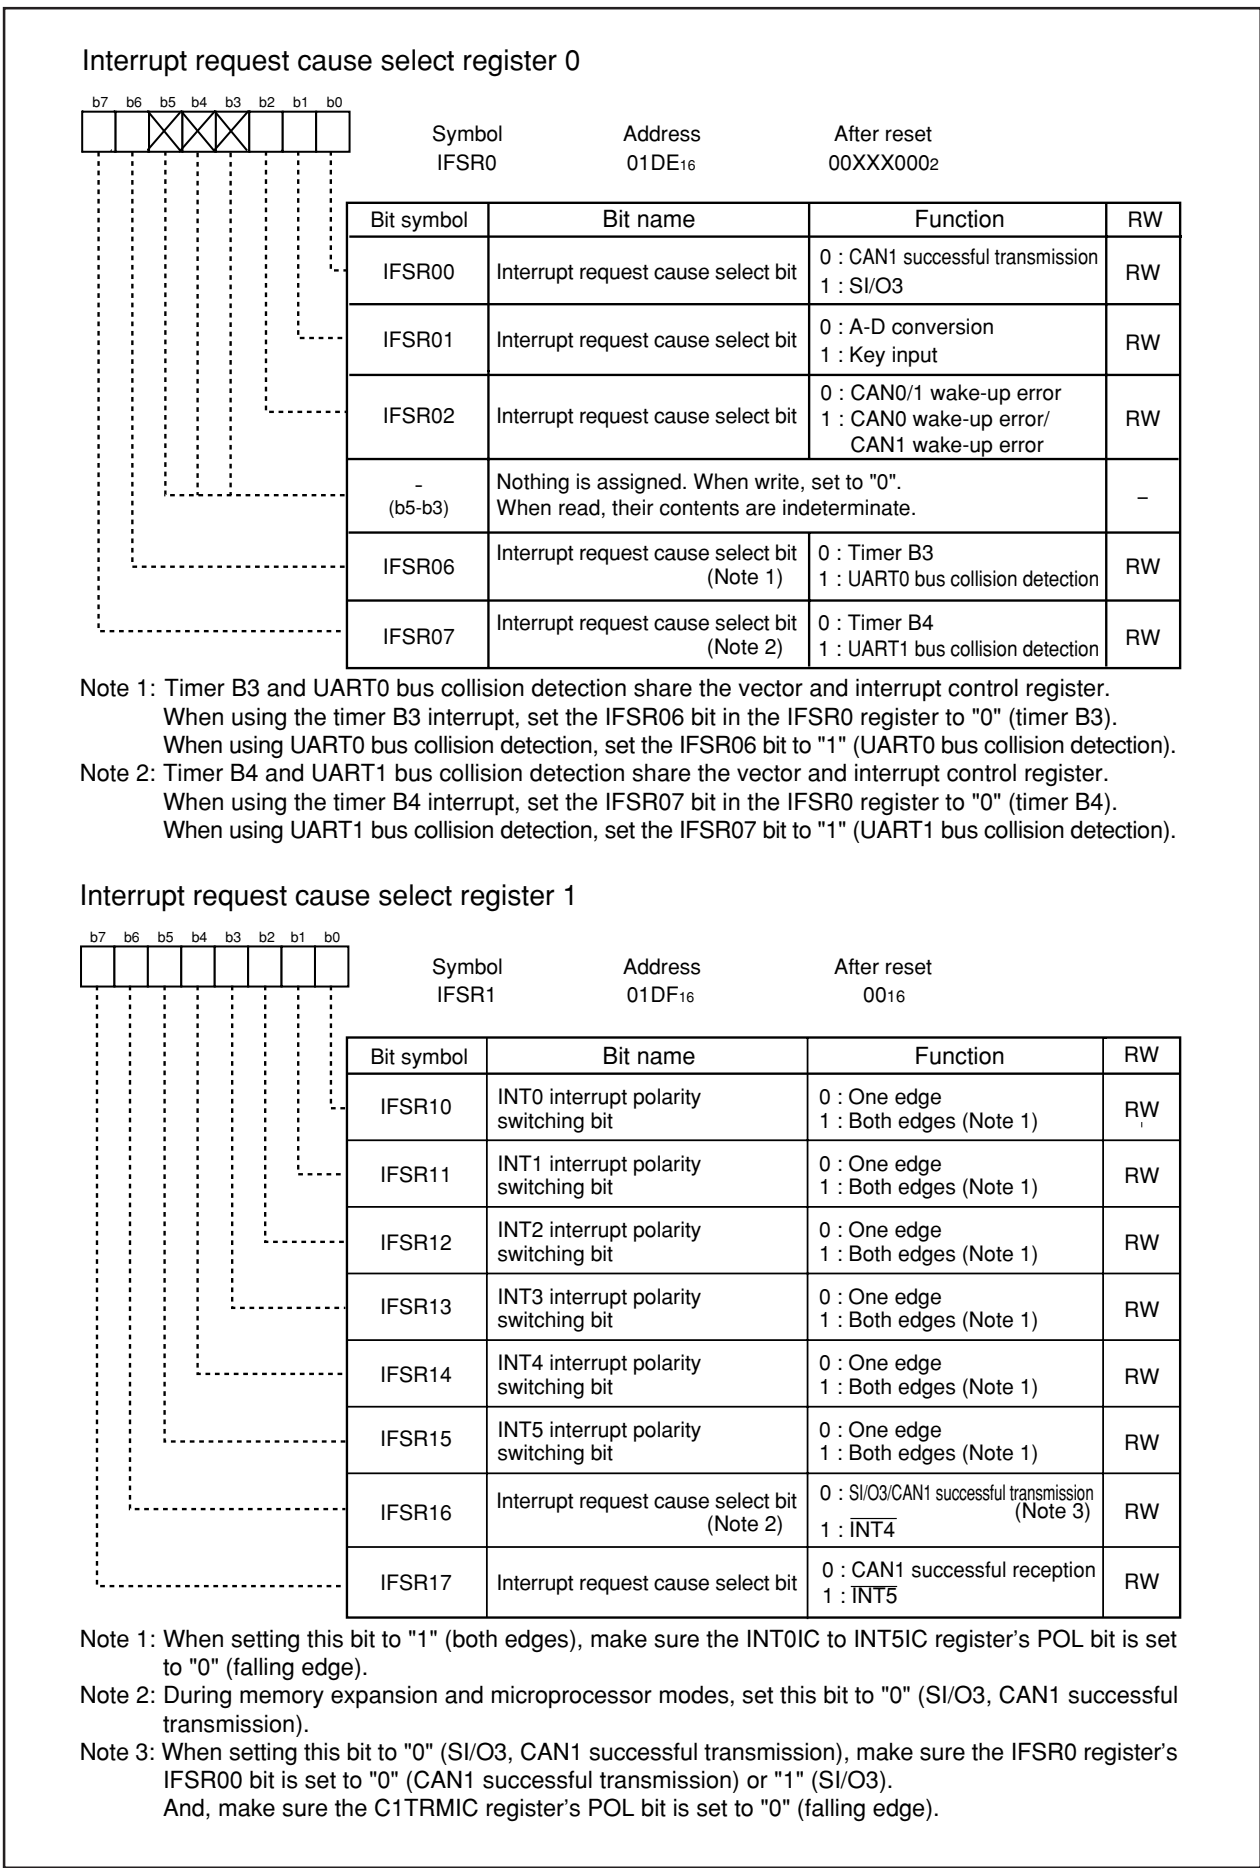 Interrupt request cause select register 0
b7 b6 b5 b4 b3 b2 b1 b0
Symbol Address After reset
IFSR0 01DE16 00XXX0002
Bit symbol Bit name Function RW
IFSR00 Interrupt request cause select bit 0 : CAN1 successful transmission RW
1 : SI/O3
IFSR01 Interrupt request cause select bit 0 : A-D conversion RW
1 : Key input
IFSR02 Interrupt request cause select bit 0 : CAN0/1 wake-up error RW
1 : CAN0 wake-up error/
CAN1 wake-up error
– Nothing is assigned. When write, set to "0". –
(b5-b3) When read, their contents are indeterminate.
IFSR06 Interrupt request cause select bit 0 : Timer B3 RW
(Note 1) 1 : UART0 bus collision detection
IFSR07 Interrupt request cause select bit 0 : Timer B4 RW
(Note 2) 1 : UART1 bus collision detection
Note 1: Timer B3 and UART0 bus collision detection share the vector and interrupt control register.
When using the timer B3 interrupt, set the IFSR06 bit in the IFSR0 register to "0" (timer B3).
When using UART0 bus collision detection, set the IFSR06 bit to "1" (UART0 bus collision detection).
Note 2: Timer B4 and UART1 bus collision detection share the vector and interrupt control register.
When using the timer B4 interrupt, set the IFSR07 bit in the IFSR0 register to "0" (timer B4).
When using UART1 bus collision detection, set the IFSR07 bit to "1" (UART1 bus collision detection).
Interrupt request cause select register 1
b7 b6 b5 b4 b3 b2 b1 b0
Symbol Address After reset
IFSR1 01DF16 0016
Bit symbol Bit name Function RW
IFSR10 INT0 interrupt polarity 0 : One edge RW
switching bit 1 : Both edges (Note 1)
IFSR11 INT1 interrupt polarity 0 : One edge RW
switching bit 1 : Both edges (Note 1)
IFSR12 INT2 interrupt polarity 0 : One edge RW
switching bit 1 : Both edges (Note 1)
IFSR13 INT3 interrupt polarity 0 : One edge RW
switching bit 1 : Both edges (Note 1)
IFSR14 INT4 interrupt polarity 0 : One edge RW
switching bit 1 : Both edges (Note 1)
IFSR15 INT5 interrupt polarity 0 : One edge RW
switching bit 1 : Both edges (Note 1)
IFSR16 Interrupt request cause select bit 0 : SI/O3/CAN1 successful transmission RW
(Note 2) (Note 3)
1 : INT4
IFSR17 Interrupt request cause select bit 0 : CAN1 successful reception RW
1 : INT5
Note 1: When setting this bit to "1" (both edges), make sure the INT0IC to INT5IC register's POL bit is set
to "0" (falling edge).
Note 2: During memory expansion and microprocessor modes, set this bit to "0" (SI/O3, CAN1 successful
transmission).
Note 3: When setting this bit to "0" (SI/O3, CAN1 successful transmission), make sure the IFSR0 register's
IFSR00 bit is set to "0" (CAN1 successful transmission) or "1" (SI/O3).
And, make sure the C1TRMIC register's POL bit is set to "0" (falling edge).